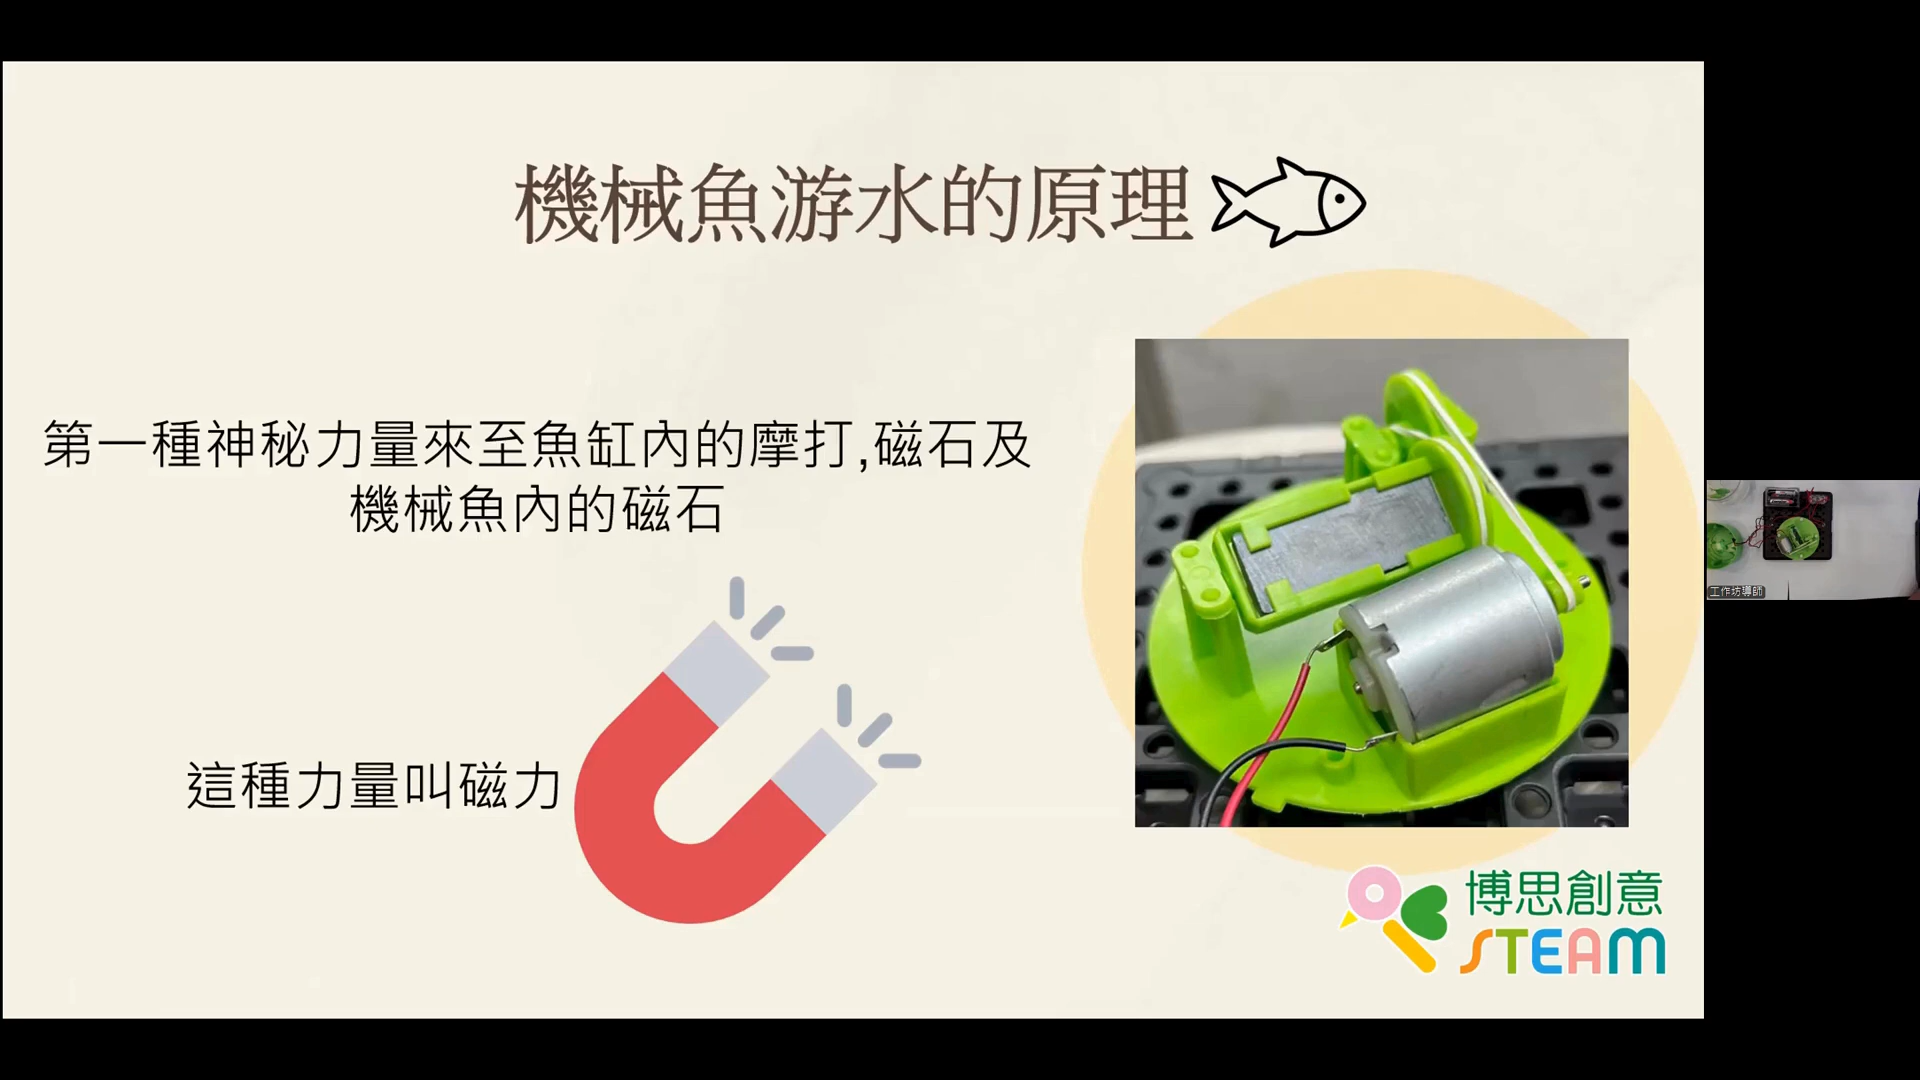 機械魚游水的原理
第一種神秘力量來至魚缸內的摩打,磁石及
機械魚內的磁石
這種力量叫磁力
博思創意
STEAM
工作坊導師